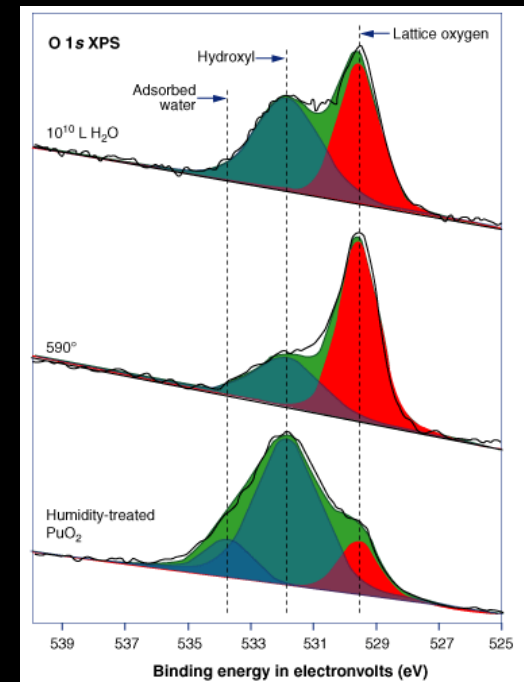 O 1s XPS
Lattice oxygen
Hydroxyl
Adsorbed
water
10¹⁰ L H₂O
590°
Humidity-treated
PuO₂
539 537 535 533 531 529 527 525
Binding energy in electronvolts (eV)